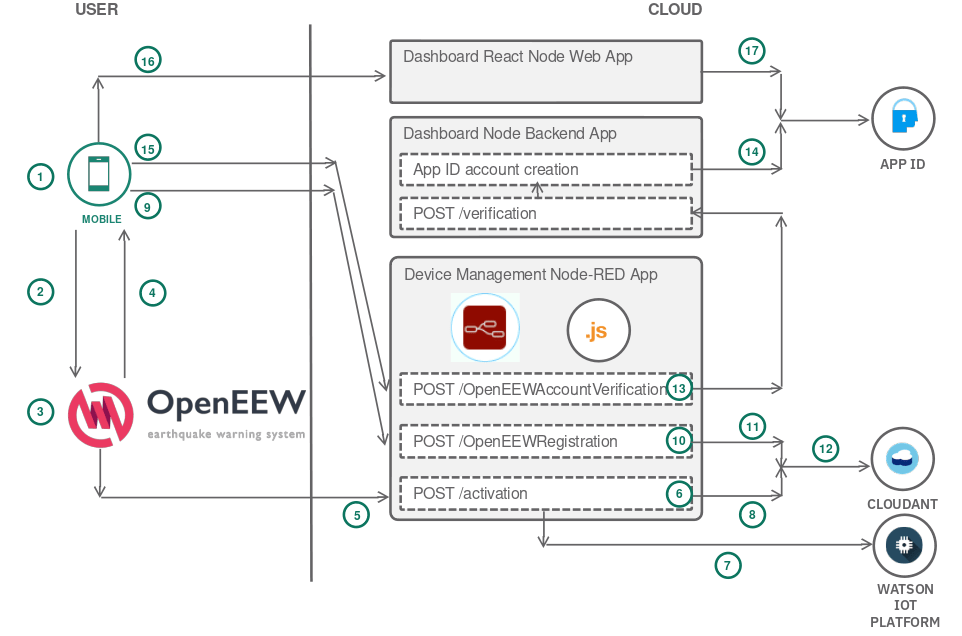 USER
CLOUD
16
Dashboard React Node Web App
17
Dashboard Node Backend App
15
14
App ID account creation
1
APP ID
9
MOBILE
POST /verification
Device Management Node-RED App
2
4
.js
POST /OpenEEWAccountVerification
13
3
OpenEEW
earthquake warning system
POST /OpenEEWRegistration
10
11
12
POST /activation
6
5
8
CLOUDANT
7
WATSON
IOT
PLATFORM